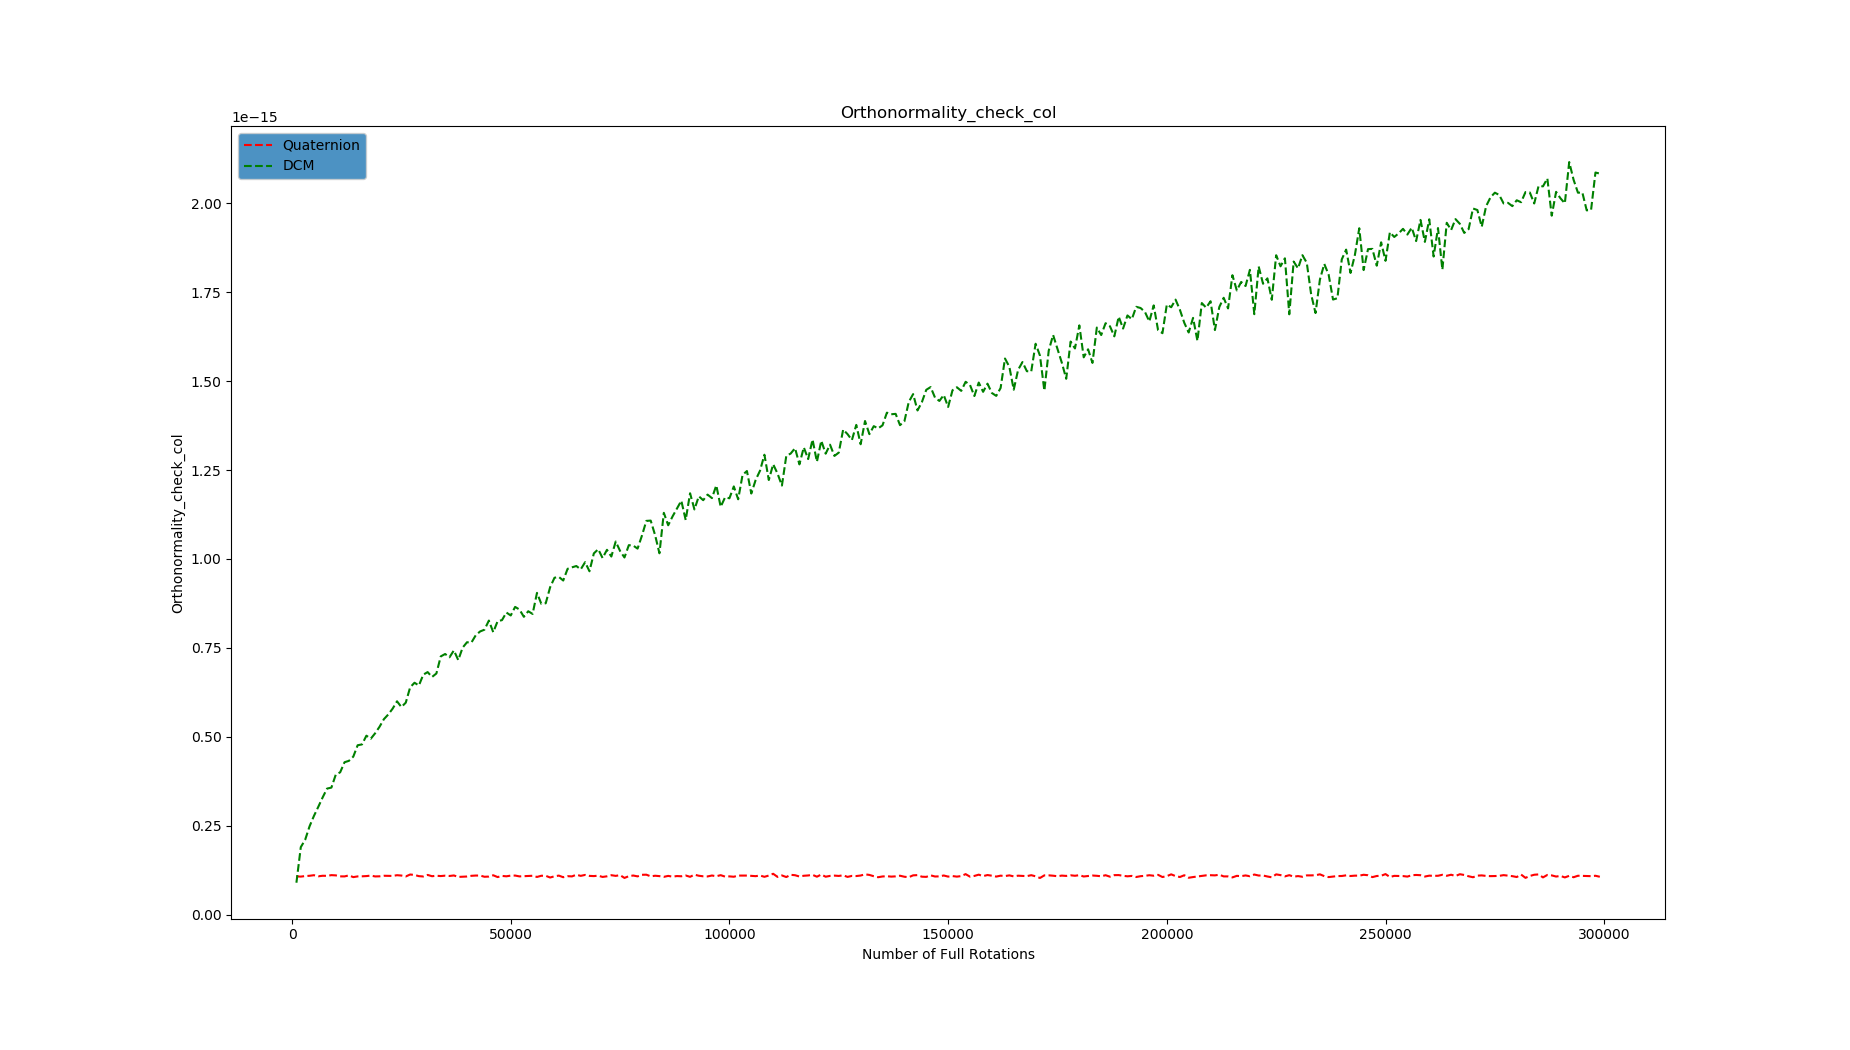 Orthonormality_check_col
1e−15
Quaternion
DCM
2.00
1.75
1.50
1.25
1.00
0.75
0.50
0.25
0.00
Orthonormality_check_col
0 50000 100000 150000 200000 250000 300000
Number of Full Rotations